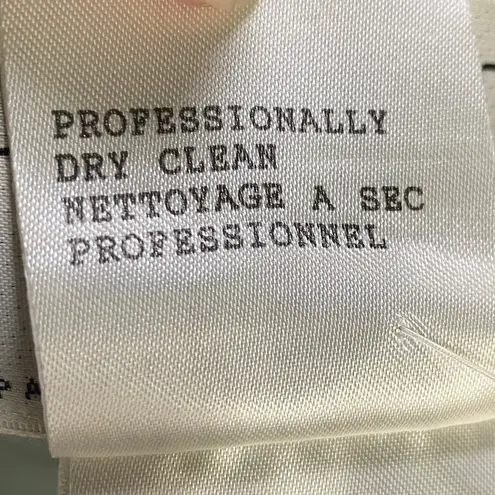 PROFESSIONALLY
DRY CLEAN
NETTOYAGE A SEC
PROFESSIONNEL